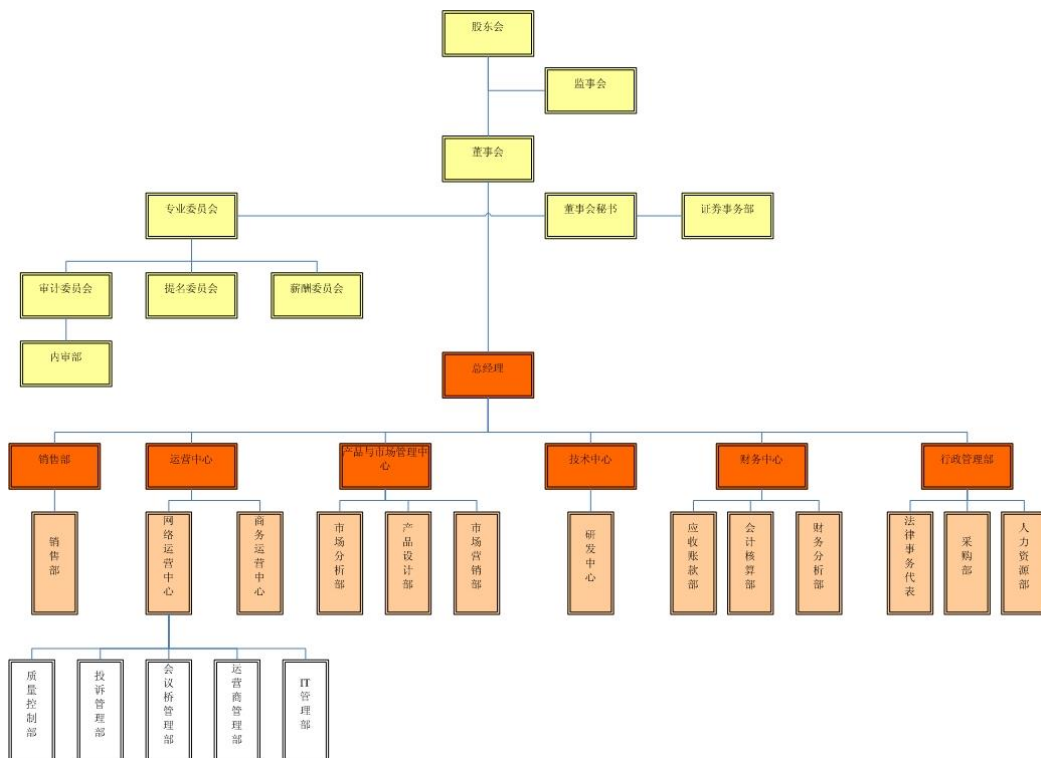 股东会
监事会
董事会
专业委员会
董事会秘书
证券事务部
审计委员会
提名委员会
薪酬委员会
内审部
总经理
销售部
运营中心
产品与市场管理中
心
技术中心
财务中心
行政管理部
销售部
网络运营中心
商务运营中心
市场分析部
产品设计部
市场营销部
研发中心
应收账款部
会计核算部
财务分析部
法律事务代表
采购部
人力资源部
质量控制部
投诉管理部
会议桥管理部
运营商管理部
IT管理部